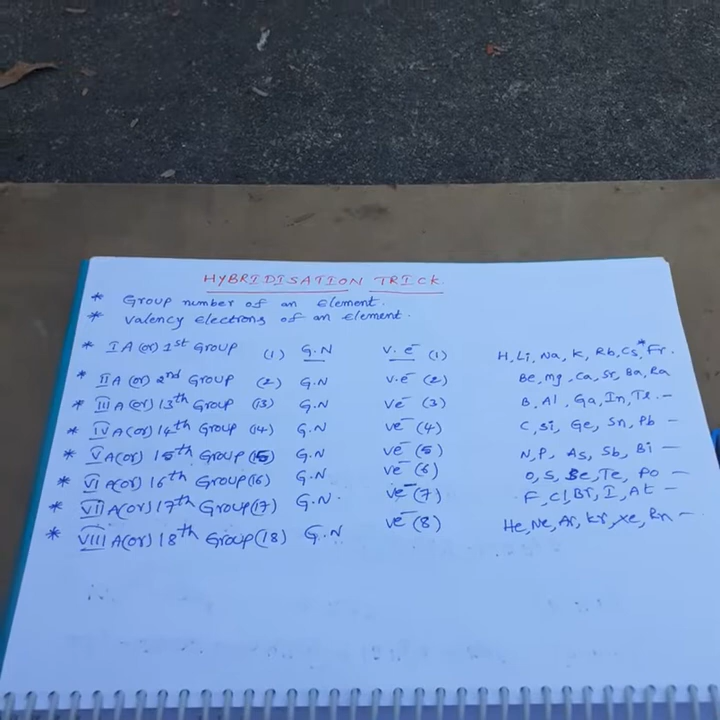 HYBRIDISATION TRICK.
* Group number of an element.
* Valency electrons of an element.
* IA (or) 1st Group (1) G.N V.e- (1) H, Li, Na, K, Rb, Cs, *Fr.
* IIA (or) 2nd Group (2) G.N V.e- (2) Be, mg, Ca, Sr, Ba, Ra
* IIIA (or) 13th Group (13) G.N Ve- (3) B, Al, Ga, In, Te. -
* IVA (or) 14th Group (14) G.N Ve- (4) C, Si, Ge, Sn, Pb -
* VA (or) 15th Group (15) G.N Ve- (5) N, P, As, Sb, Bi -
* VIA (or) 16th Group (16) G.N Ve- (6) O, S, Se, Te, Po -
* VIIA (or) 17th Group (17) G.N. Ve- (7) F, Cl, Br, I, At -
* VIIIA (or) 18th Group (18) G.N Ve- (8) He, Ne, Ar, Kr, Xe, Rn -